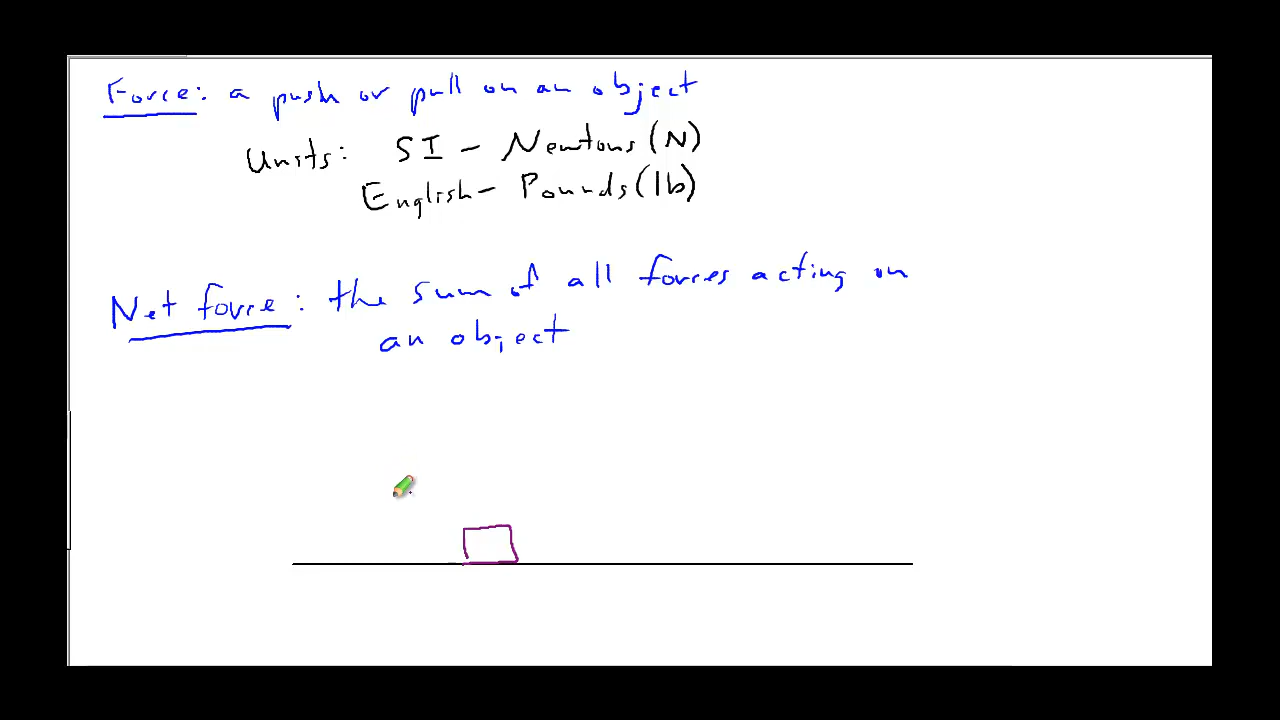 Force: a push or pull on an object
Units: SI - Newtons (N)
English - Pounds (lb)
Net force: the sum of all forces acting on
an object